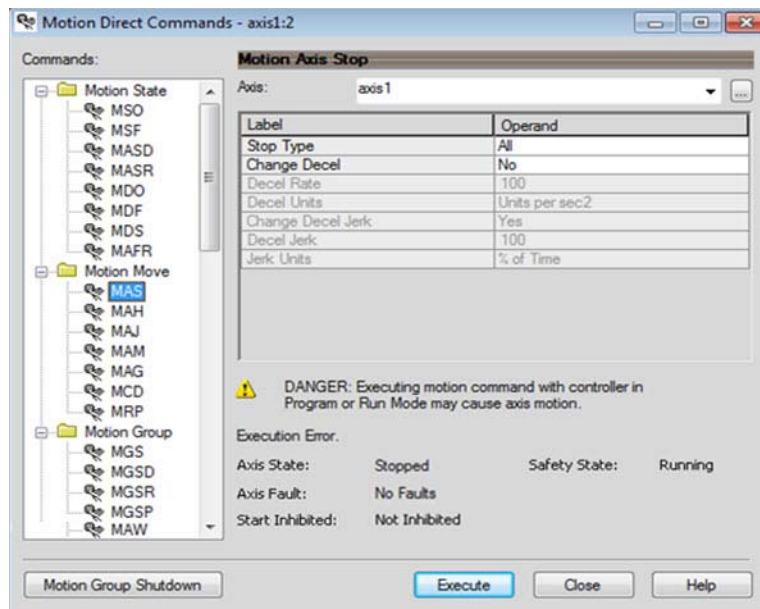 Motion Direct Commands - axis1:2
Commands:
Motion State
MSO
MSF
MASD
MASR
MDO
MDF
MDS
MAFR
Motion Move
MAS
MAH
MAJ
MAM
MAG
MCD
MRP
Motion Group
MGS
MGSD
MGSR
MGSP
MAW
Motion Axis Stop
Axis: axis1 ...
Label Operand
Stop Type All
Change Decel No
Decel Rate 100
Decel Units Units per sec2
Change Decel Jerk Yes
Decel Jerk 100
Jerk Units % of Time
DANGER: Executing motion command with controller in
Program or Run Mode may cause axis motion.
Execution Error.
Axis State: Stopped Safety State: Running
Axis Fault: No Faults
Start Inhibited: Not Inhibited
Motion Group Shutdown Execute Close Help